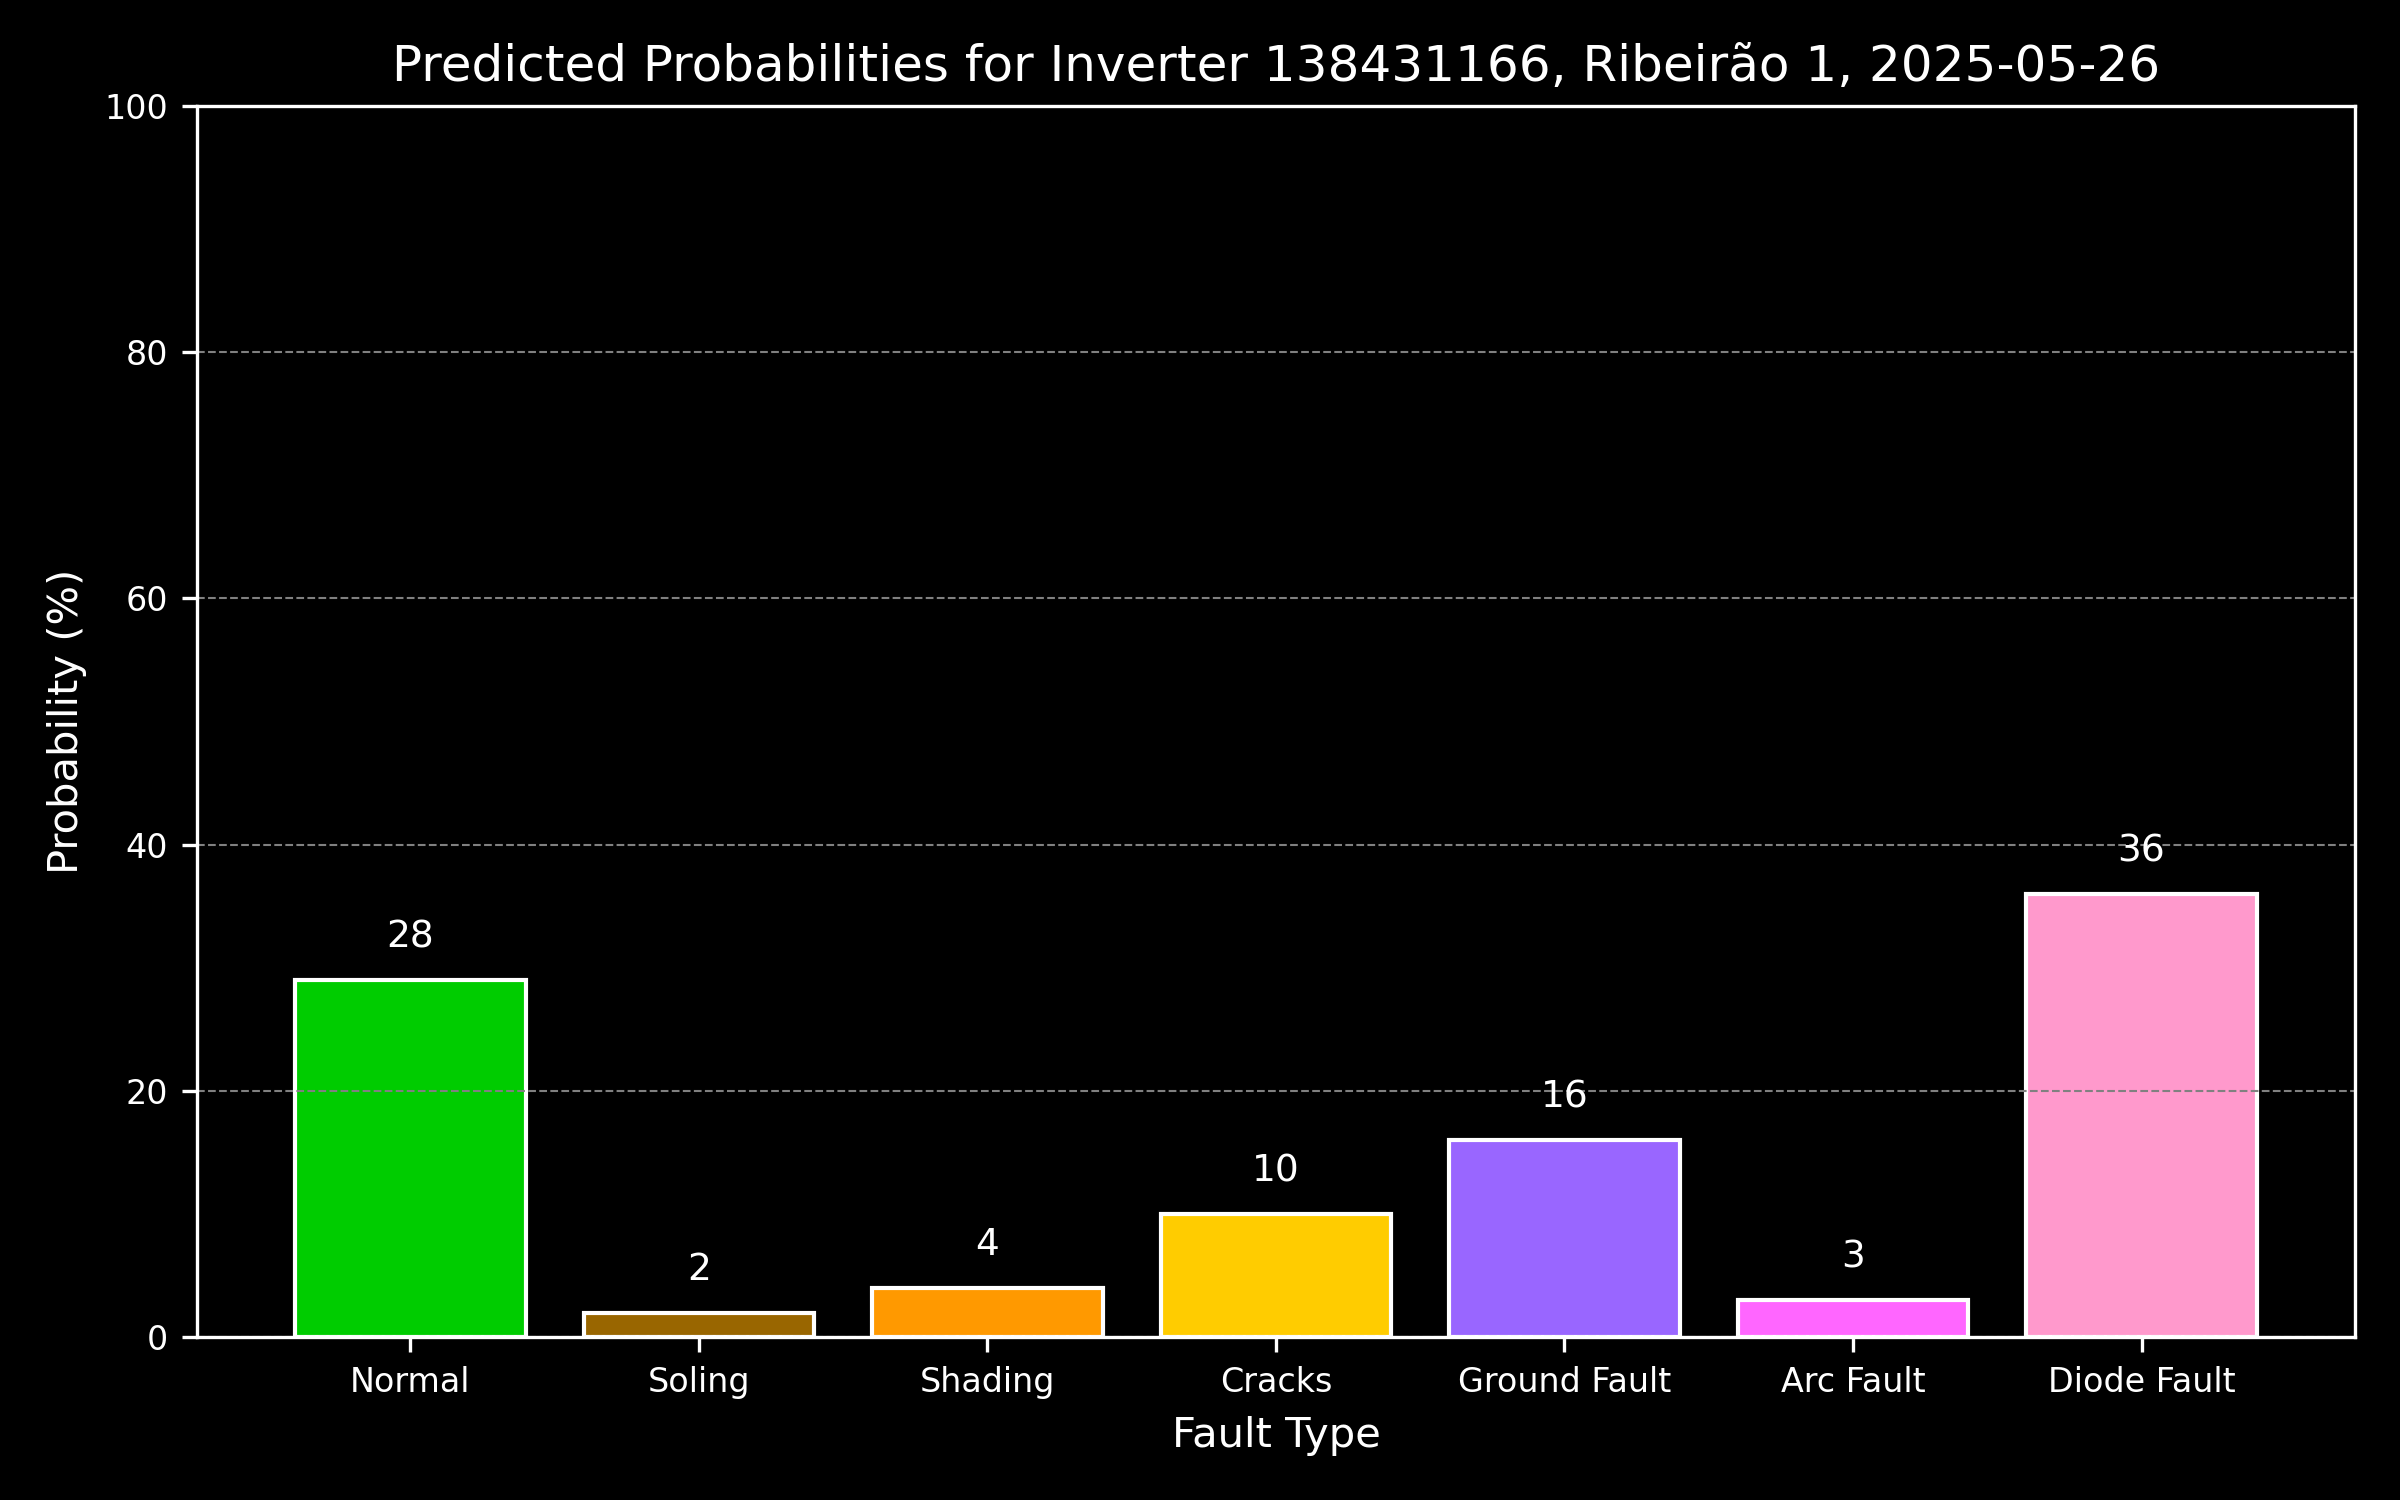 Predicted Probabilities for Inverter 138431166, Ribeirão 1, 2025-05-26
100
80
60
40
20
0
Probability (%)
28
2
4
10
16
3
36
Normal
Soling
Shading
Cracks
Ground Fault
Arc Fault
Diode Fault
Fault Type